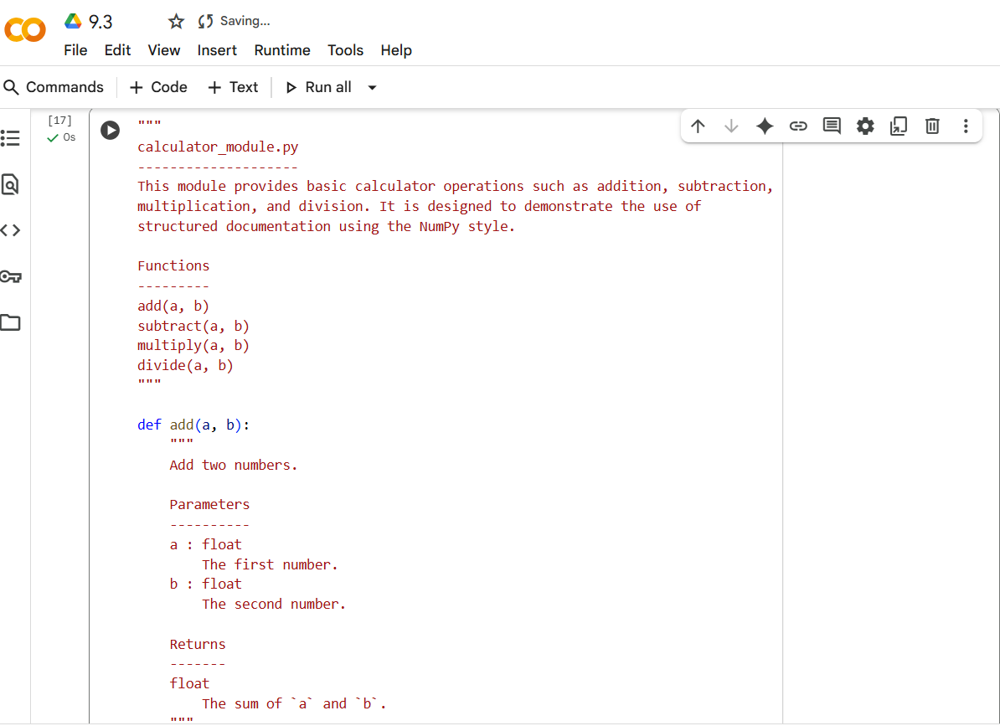 9.3 Saving...
File Edit View Insert Runtime Tools Help
Commands + Code + Text Run all
[17]
0s
"""
calculator_module.py
--------------------
This module provides basic calculator operations such as addition, subtraction,
multiplication, and division. It is designed to demonstrate the use of
structured documentation using the NumPy style.

Functions
---------
add(a, b)
subtract(a, b)
multiply(a, b)
divide(a, b)
"""

def add(a, b):
    """
    Add two numbers.

    Parameters
    ----------
    a : float
        The first number.
    b : float
        The second number.

    Returns
    -------
    float
        The sum of `a` and `b`.
    """